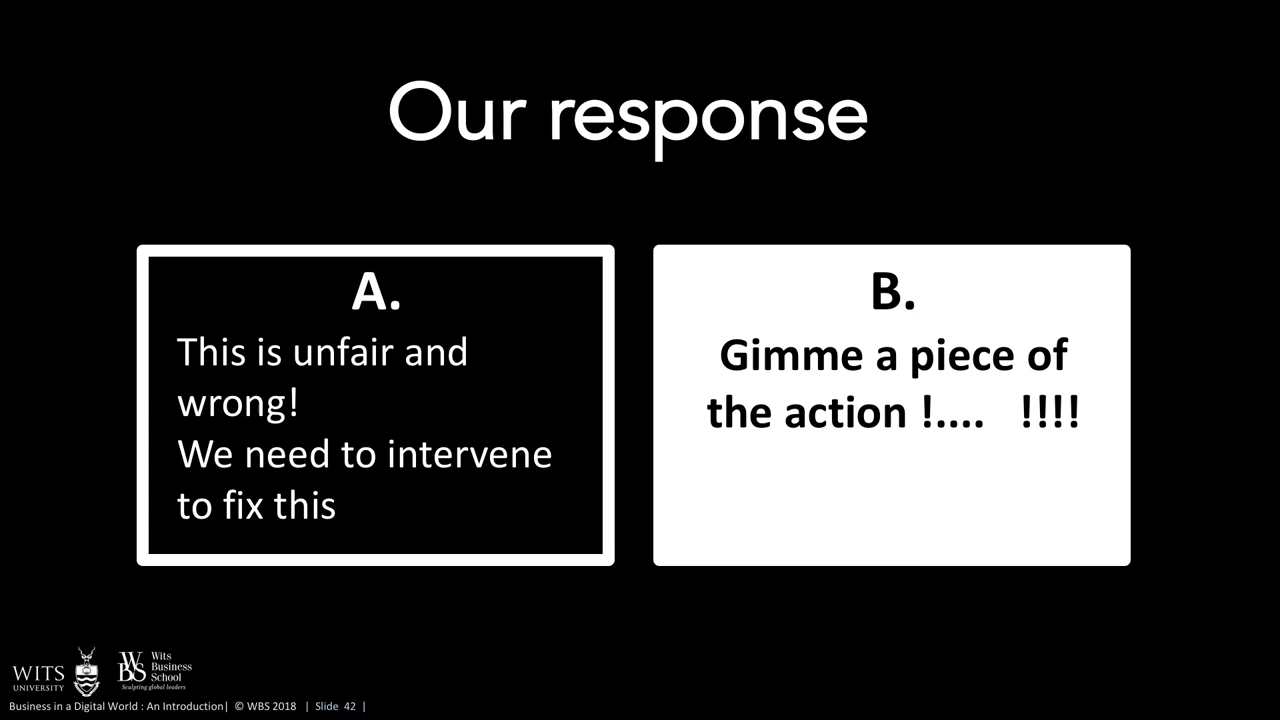 Our response
A.
This is unfair and
wrong!
We need to intervene
to fix this
B.
Gimme a piece of
the action !.... !!!!
WITS
UNIVERSITY
WBS
Wits
Business
School
Sculpting global leaders
Business in a Digital World : An Introduction| © WBS 2018 | Slide 42 |